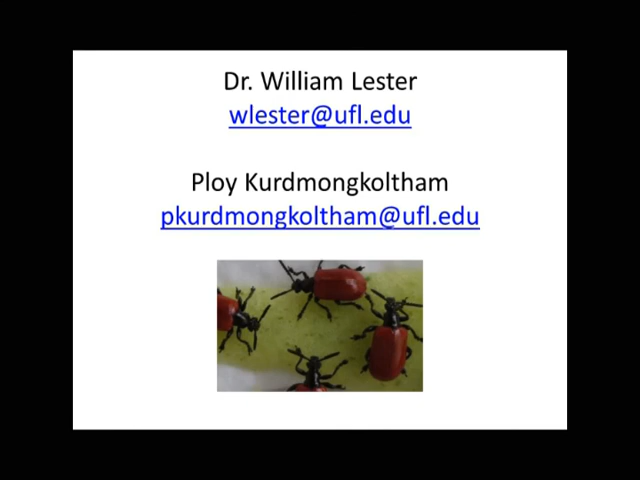 Dr. William Lester
wlester@ufl.edu
Ploy Kurdmongkoltham
pkurdmongkoltham@ufl.edu